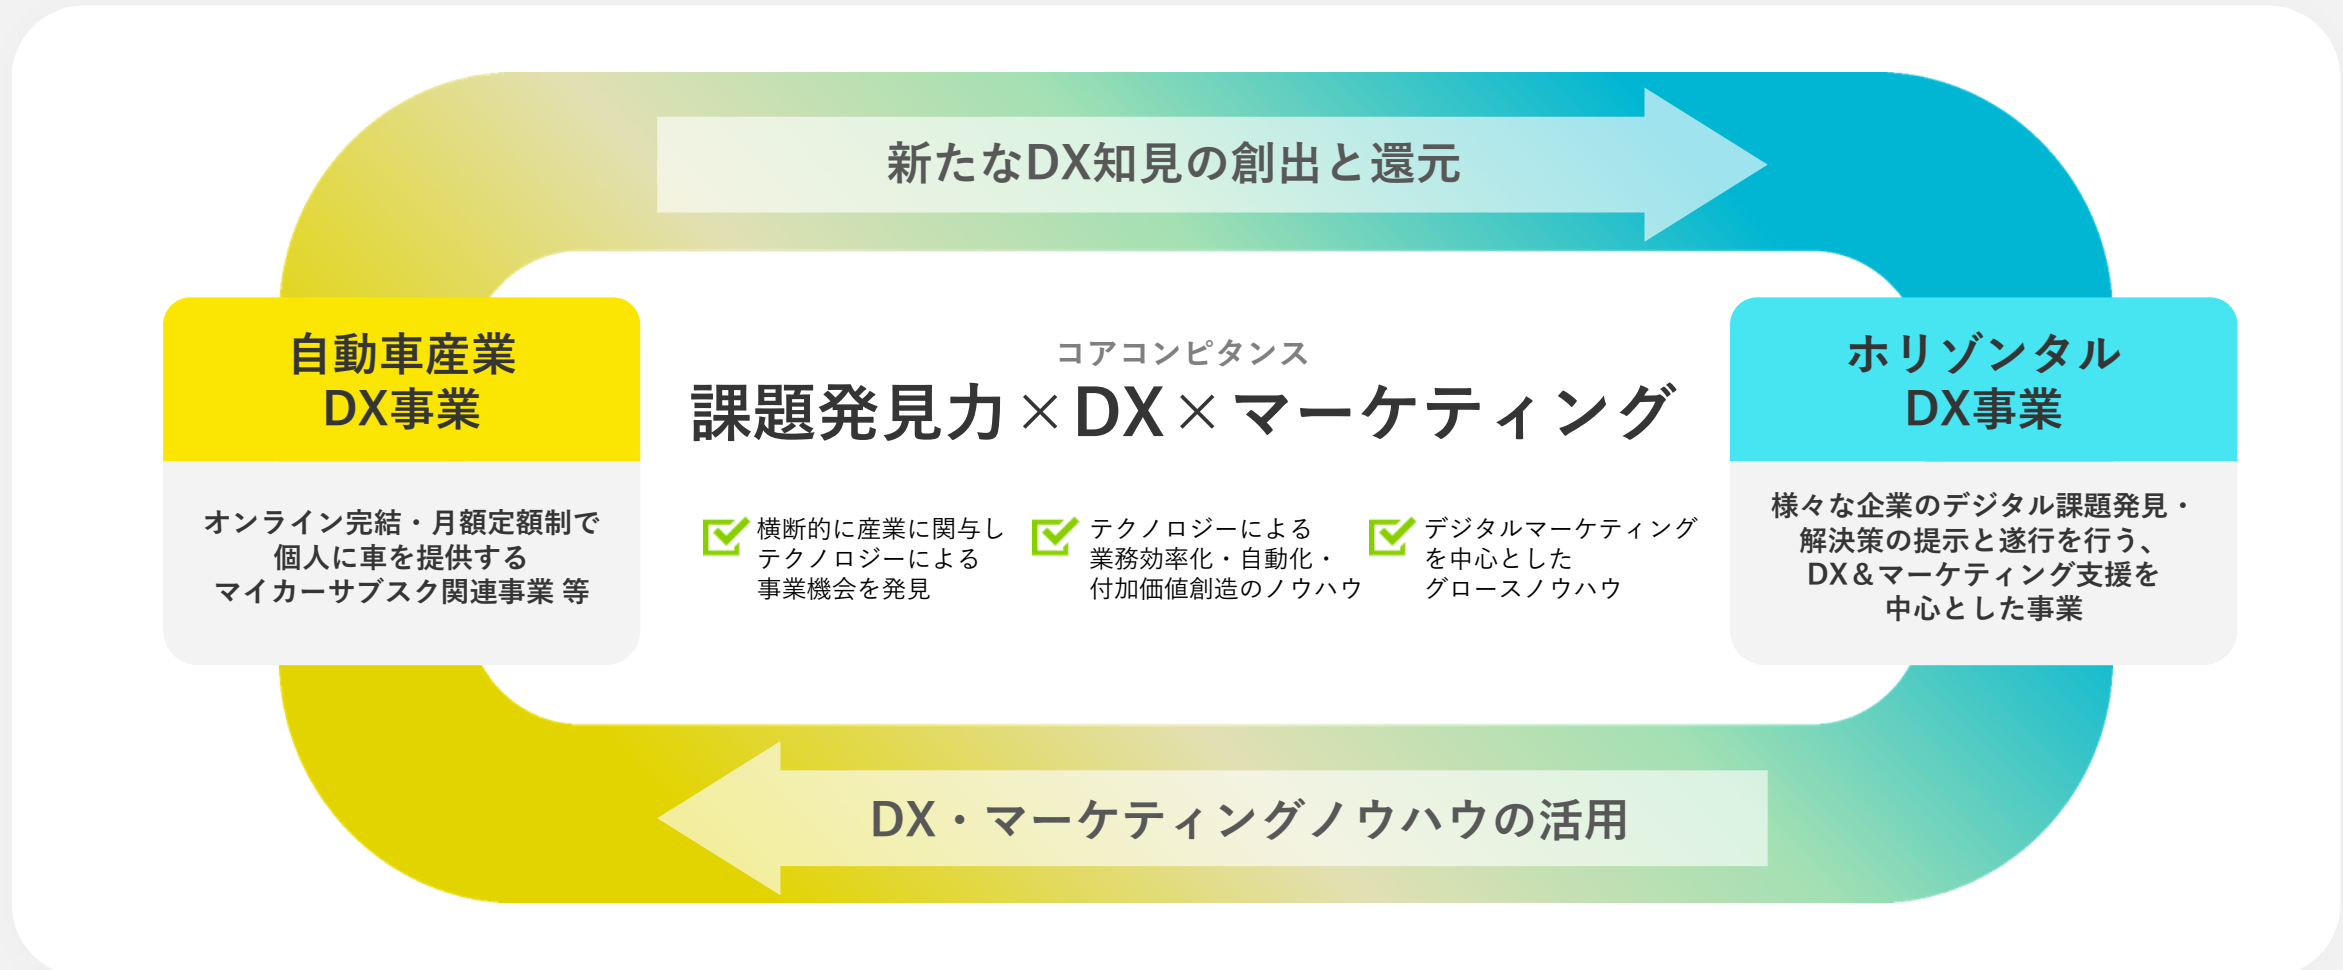 新たなDX知見の創出と還元
自動車産業
DX事業
オンライン完結・月額定額制で
個人に車を提供する
マイカーサブスク関連事業 等
コアコンピタンス
課題発見力×DX×マーケティング
横断的に産業に関与し
テクノロジーによる
事業機会を発見
テクノロジーによる
業務効率化・自動化・
付加価値創造のノウハウ
デジタルマーケティング
を中心とした
グロースノウハウ
ホリゾンタル
DX事業
様々な企業のデジタル課題発見・
解決策の提示と遂行を行う、
DX＆マーケティング支援を
中心とした事業
DX・マーケティングノウハウの活用